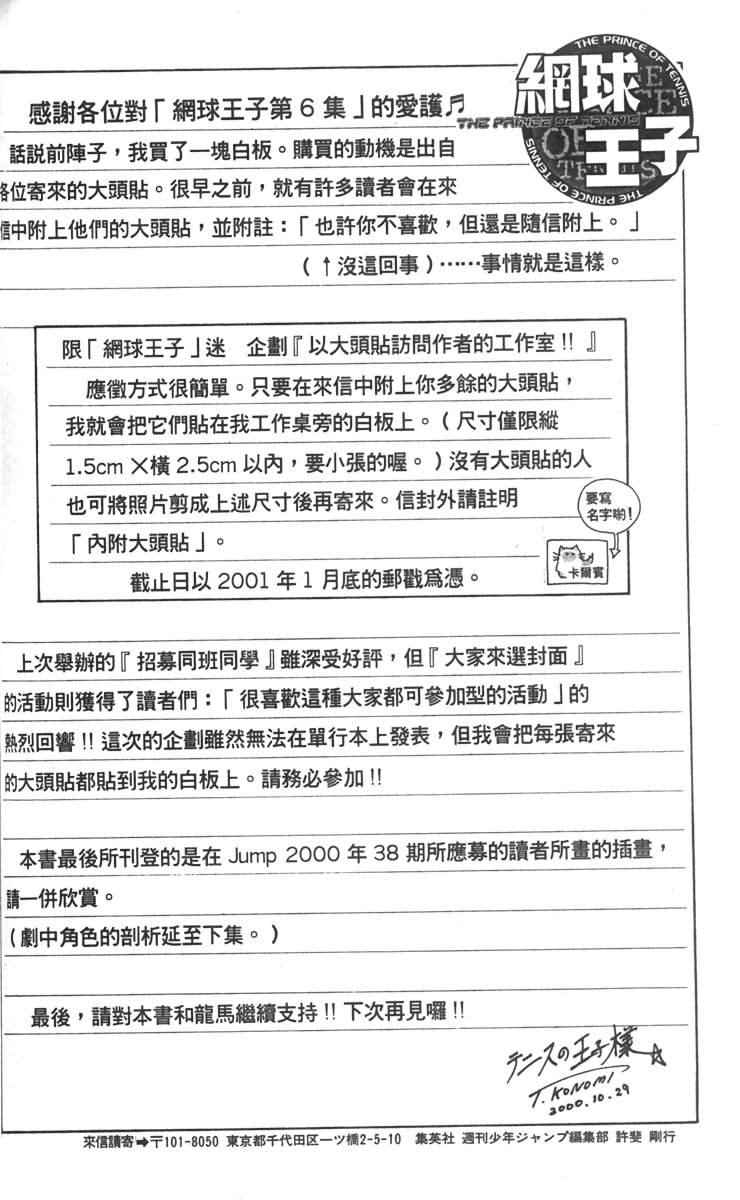 THE PRINCE OF TENNIS
網球
王子
THE PRINCE OF TENNIS
THE PRINCE OF TENNIS
感謝各位對「網球王子第6集」的愛護♬
話說前陣子，我買了一塊白板。購買的動機是出自
各位寄來的大頭貼。很早之前，就有許多讀者會在來
信中附上他們的大頭貼，並附註：「也許你不喜歡，但還是隨信附上。」
（↑沒這回事）⋯⋯事情就是這樣。
限「網球王子」迷　企劃『以大頭貼訪問作者的工作室!!』
應徵方式很簡單。只要在來信中附上你多餘的大頭貼，
我就會把它們貼在我工作桌旁的白板上。（尺寸僅限縱
1.5cm×橫2.5cm以內，要小張的喔。）沒有大頭貼的人
也可將照片剪成上述尺寸後再寄來。信封外請註明
「內附大頭貼」。
要寫
名字喲!
卡爾賓
截止日以2001年1月底的郵戳為憑。
上次舉辦的『招募同班同學』雖深受好評，但『大家來選封面』
的活動則獲得了讀者們：「很喜歡這種大家都可參加型的活動」的
熱烈回響!!這次的企劃雖然無法在單行本上發表，但我會把每張寄來
的大頭貼都貼到我的白板上。請務必參加!!
本書最後所刊登的是在Jump 2000年38期所應募的讀者所畫的插畫，
請一併欣賞。
（劇中角色的剖析延至下集。）
最後，請對本書和龍馬繼續支持!!下次再見囉!!
テニスの王子様☆
T. KONOMI
2000.10.29
來信請寄➡〒101-8050 東京都千代田区一ツ橋2-5-10　集英社 週刊少年ジャンプ編集部 許斐 剛行